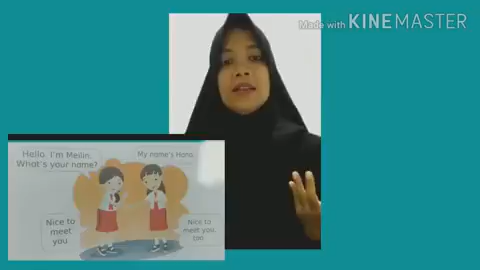 Made with KINEMASTER
Hello. I'm Meilin.
What's your name?
My name's Hana.
Nice to
meet
you
Nice to
meet you,
too.